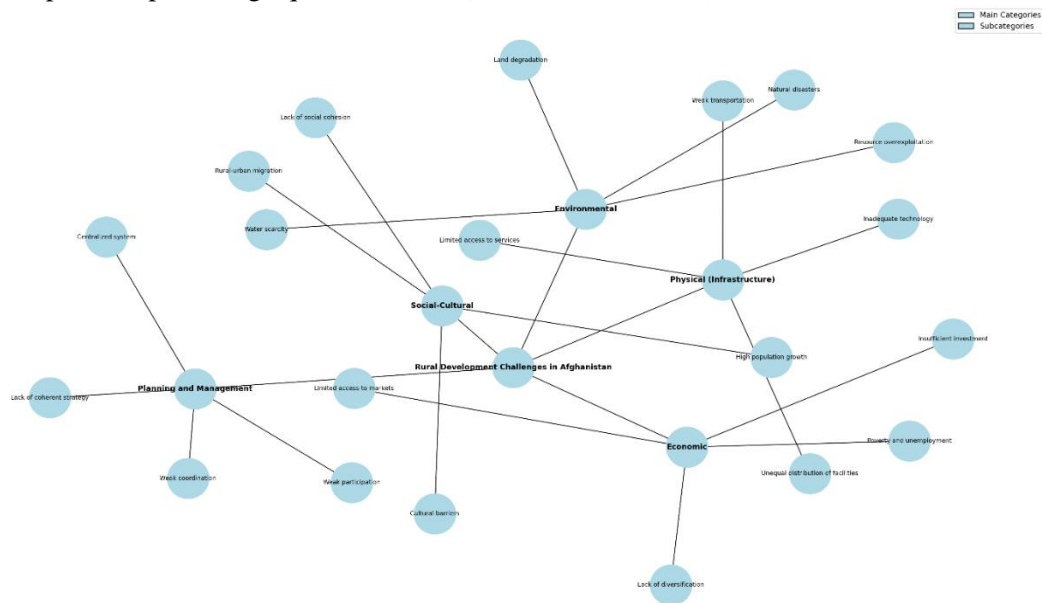 Main Categories
Subcategories
Land degradation
Natural disasters
Weak transportation
Lack of social cohesion
Resource overexploitation
Rural-urban migration
Environmental
Inadequate technology
Water scarcity
Centralized system
Limited access to services
Physical (Infrastructure)
Social-Cultural
Insufficient investment
High population growth
Rural Development Challenges in Afghanistan
Planning and Management
Limited access to markets
Lack of coherent strategy
Poverty and unemployment
Economic
Unequal distribution of facilities
Weak coordination
Weak participation
Cultural barriers
Lack of diversification